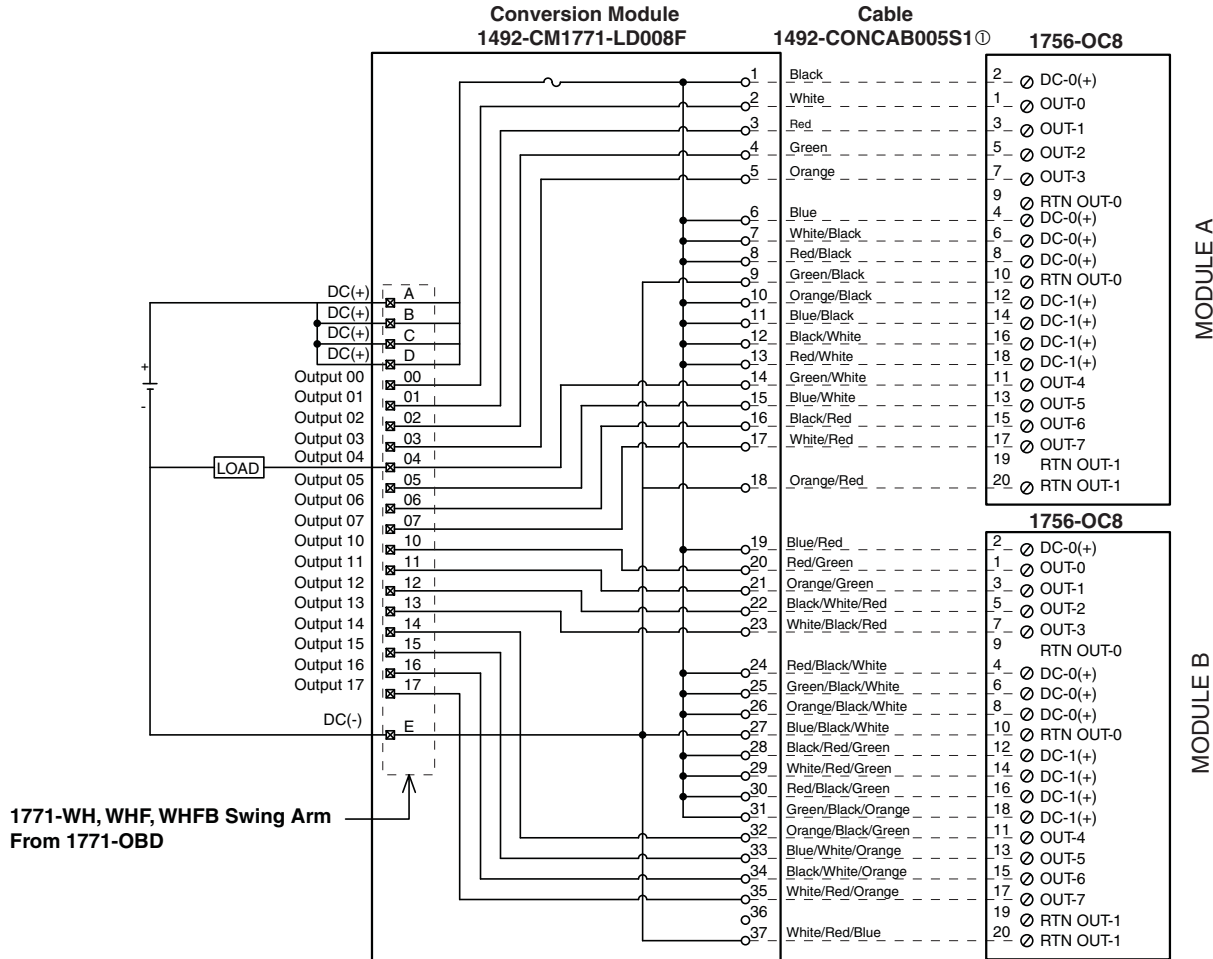 Conversion Module
1492-CM1771-LD008F
Cable
1492-CONCAB005S1①
1756-OC8
1 Black 2 DC-0(+)
2 White 1 OUT-0
3 Red 3 OUT-1
4 Green 5 OUT-2
5 Orange 7 OUT-3
9 RTN OUT-0
6 Blue 4 DC-0(+)
7 White/Black 6 DC-0(+)
8 Red/Black 8 DC-0(+)
9 Green/Black 10 RTN OUT-0
10 Orange/Black 12 DC-1(+)
11 Blue/Black 14 DC-1(+)
12 Black/White 16 DC-1(+)
13 Red/White 18 DC-1(+)
14 Green/White 11 OUT-4
15 Blue/White 13 OUT-5
16 Black/Red 15 OUT-6
17 White/Red 17 OUT-7
19 RTN OUT-1
18 Orange/Red 20 RTN OUT-1
MODULE A
DC(+) A
DC(+) B
DC(+) C
DC(+) D
+
-
Output 00 00
Output 01 01
Output 02 02
Output 03 03
Output 04 04
LOAD
Output 05 05
Output 06 06
Output 07 07
Output 10 10
Output 11 11
Output 12 12
Output 13 13
Output 14 14
Output 15 15
Output 16 16
Output 17 17
DC(-) E
1771-WH, WHF, WHFB Swing Arm
From 1771-OBD
1756-OC8
19 Blue/Red 2 DC-0(+)
20 Red/Green 1 OUT-0
21 Orange/Green 3 OUT-1
22 Black/White/Red 5 OUT-2
23 White/Black/Red 7 OUT-3
9 RTN OUT-0
24 Red/Black/White 4 DC-0(+)
25 Green/Black/White 6 DC-0(+)
26 Orange/Black/White 8 DC-0(+)
27 Blue/Black/White 10 RTN OUT-0
28 Black/Red/Green 12 DC-1(+)
29 White/Red/Green 14 DC-1(+)
30 Red/Black/Green 16 DC-1(+)
31 Green/Black/Orange 18 DC-1(+)
32 Orange/Black/Green 11 OUT-4
33 Blue/White/Orange 13 OUT-5
34 Black/White/Orange 15 OUT-6
35 White/Red/Orange 17 OUT-7
36 19 RTN OUT-1
37 White/Red/Blue 20 RTN OUT-1
MODULE B